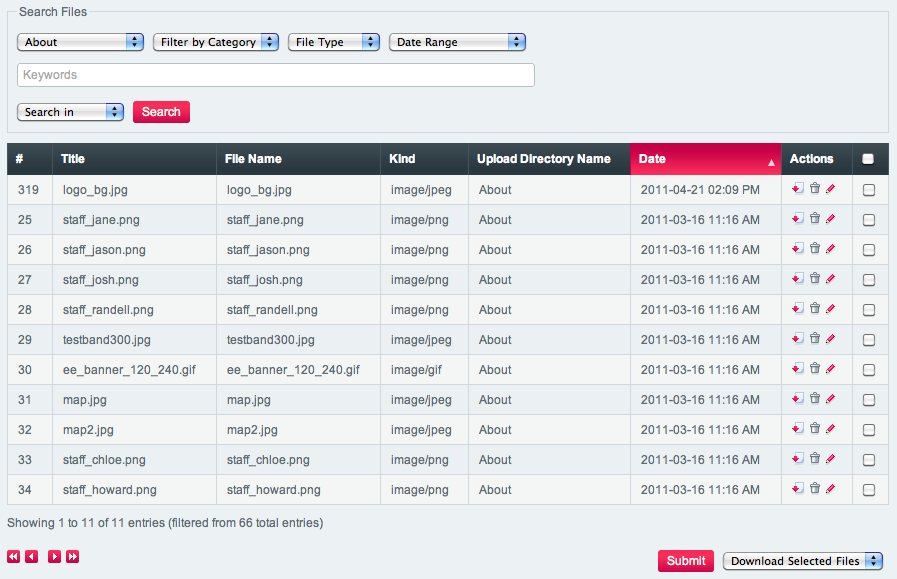 Search Files
About Filter by Category File Type Date Range
Keywords
Search in Search
# Title File Name Kind Upload Directory Name Date Actions
319 logo_bg.jpg logo_bg.jpg image/jpeg About 2011-04-21 02:09 PM
25 staff_jane.png staff_jane.png image/png About 2011-03-16 11:16 AM
26 staff_jason.png staff_jason.png image/png About 2011-03-16 11:16 AM
27 staff_josh.png staff_josh.png image/png About 2011-03-16 11:16 AM
28 staff_randell.png staff_randell.png image/png About 2011-03-16 11:16 AM
29 testband300.jpg testband300.jpg image/jpeg About 2011-03-16 11:16 AM
30 ee_banner_120_240.gif ee_banner_120_240.gif image/gif About 2011-03-16 11:16 AM
31 map.jpg map.jpg image/jpeg About 2011-03-16 11:16 AM
32 map2.jpg map2.jpg image/jpeg About 2011-03-16 11:16 AM
33 staff_chloe.png staff_chloe.png image/png About 2011-03-16 11:16 AM
34 staff_howard.png staff_howard.png image/png About 2011-03-16 11:16 AM
Showing 1 to 11 of 11 entries (filtered from 66 total entries)
Submit Download Selected Files